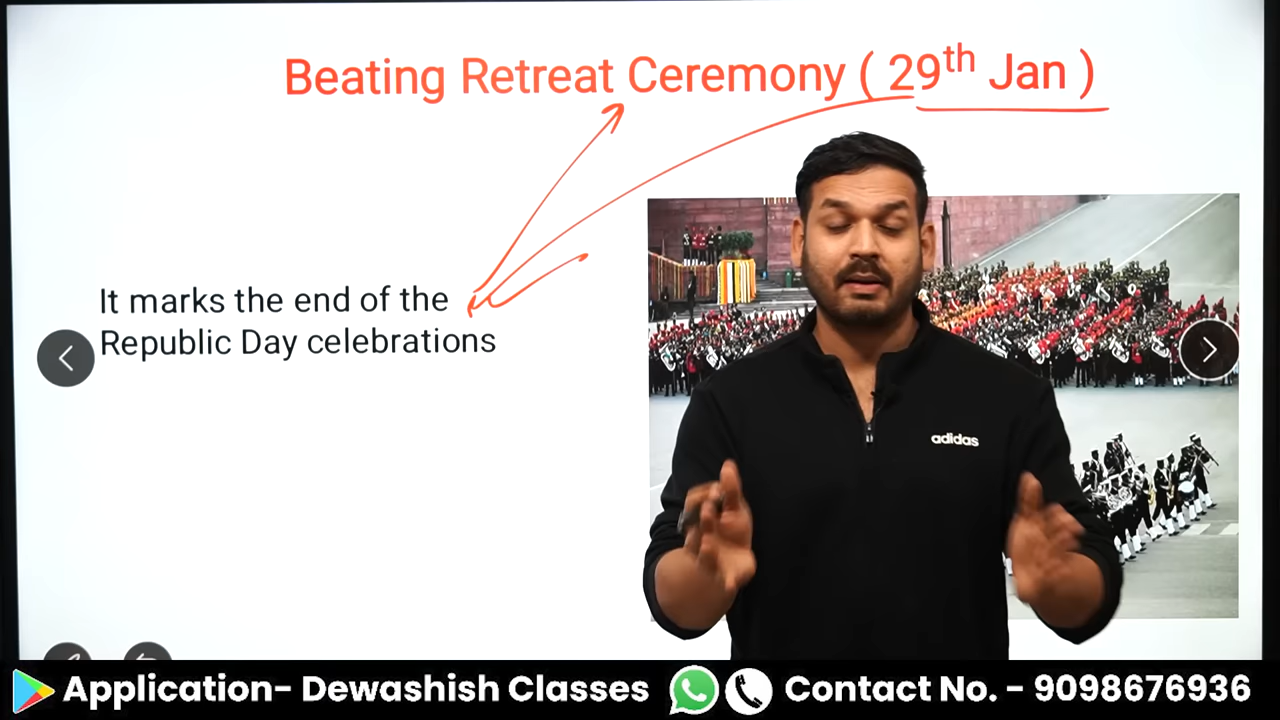 Beating Retreat Ceremony ( 29th Jan )
It marks the end of the
Republic Day celebrations
adidas
Application- Dewashish Classes
Contact No. - 9098676936